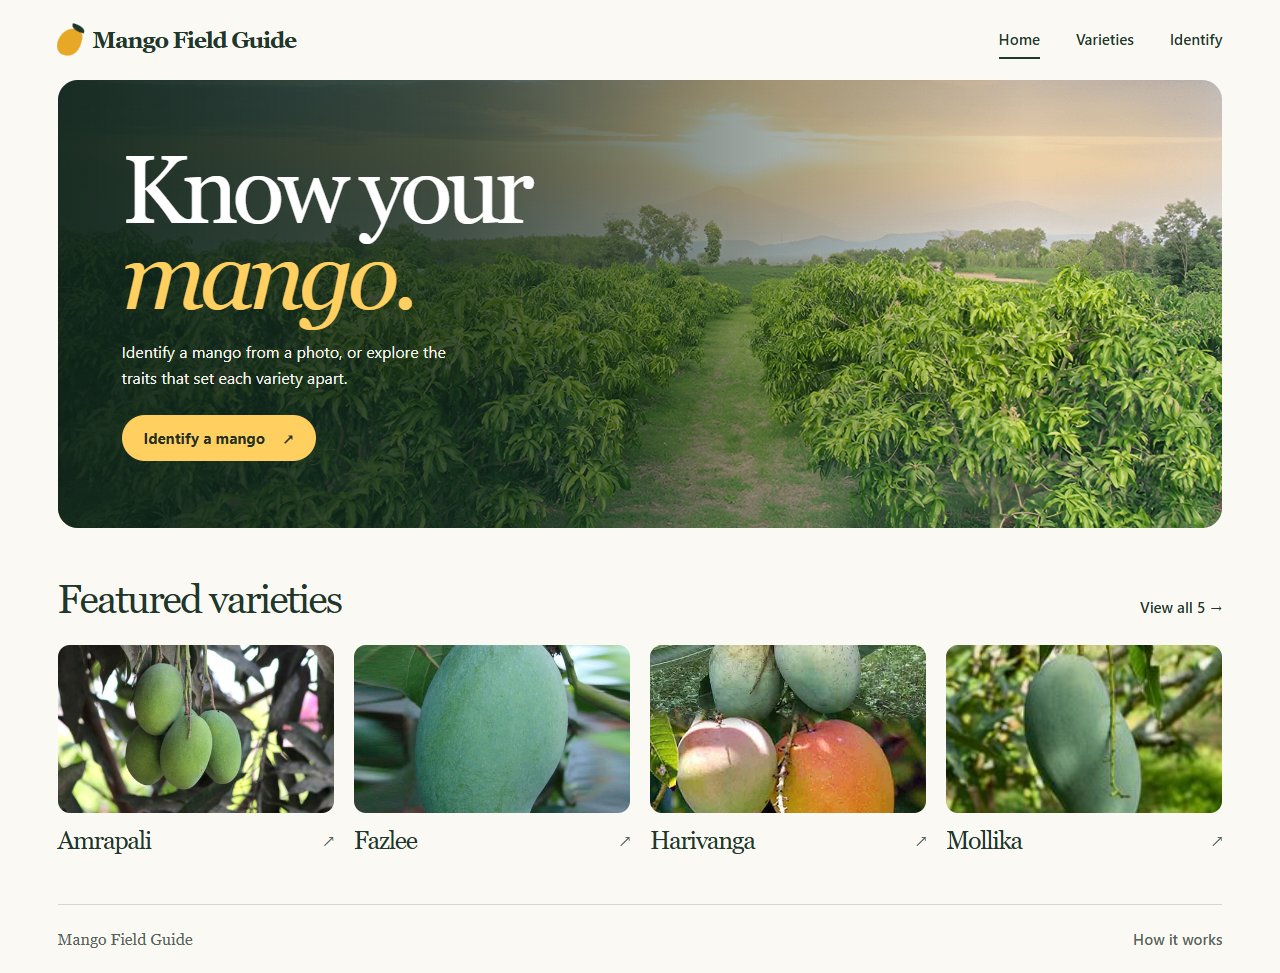 Mango Field Guide
Home Varieties Identify
Know your
mango.
Identify a mango from a photo, or explore the
traits that set each variety apart.
Identify a mango ↗
Featured varieties
View all 5 →
Amrapali ↗
Fazlee ↗
Harivanga ↗
Mollika ↗
Mango Field Guide
How it works